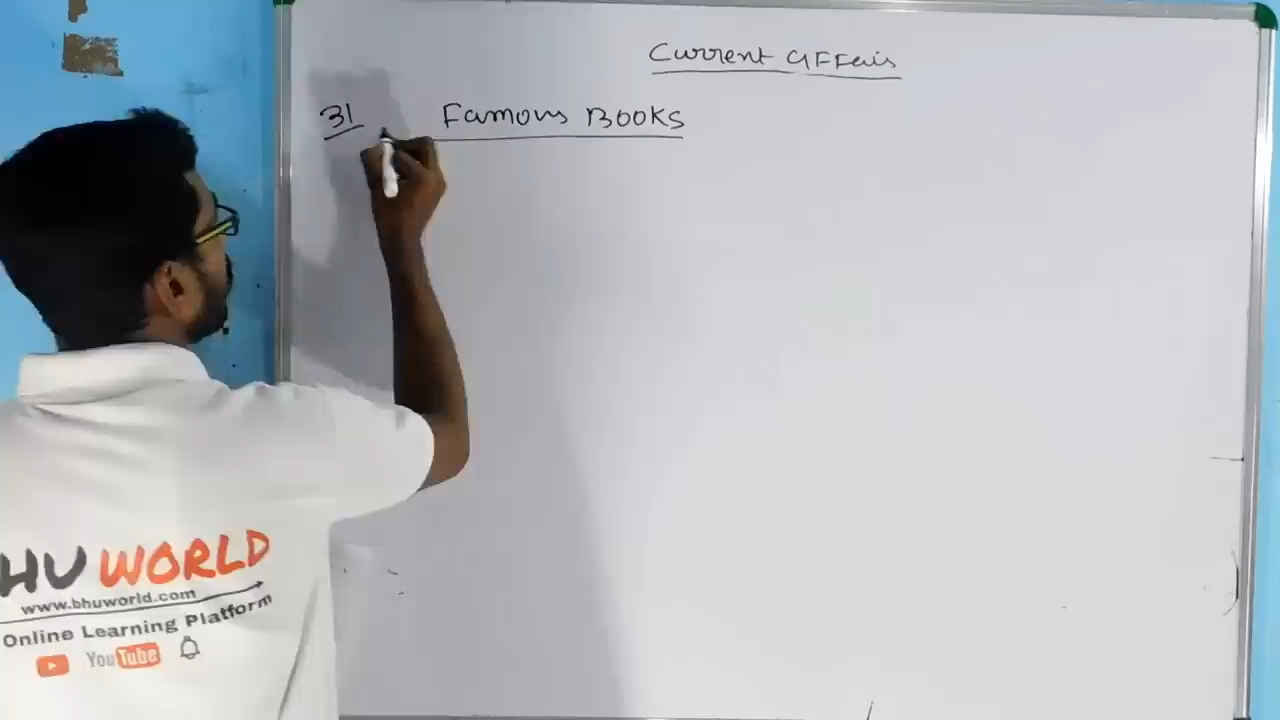 Current Affairs
31 Famous Books
HU WORLD
www.bhuworld.com
Online Learning Platform
YouTube